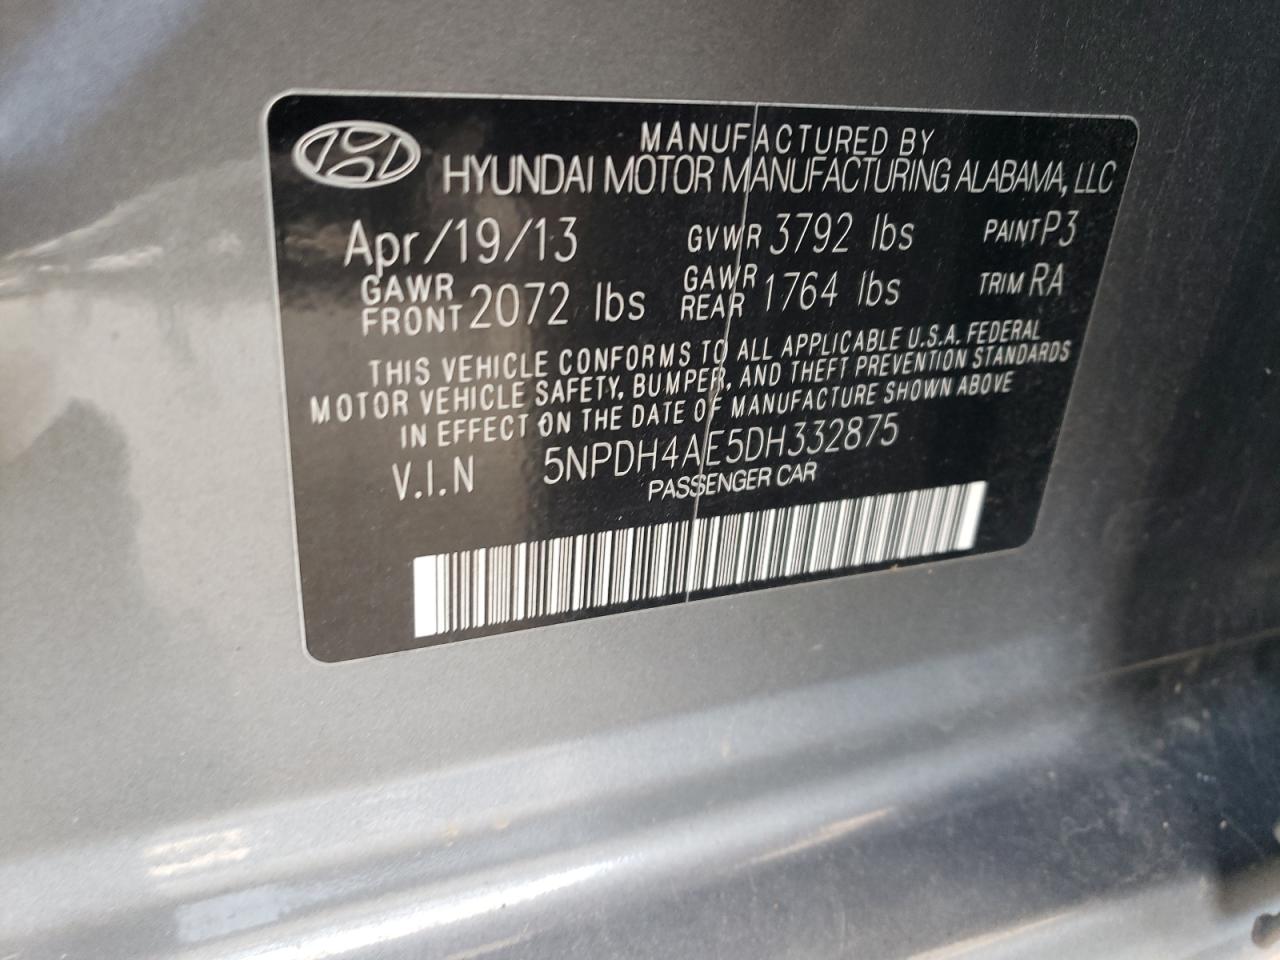 MANUFACTURED BY
HYUNDAI MOTOR MANUFACTURING ALABAMA, LLC
Apr/19/13 GVWR 3792 lbs PAINT P3
GAWR FRONT 2072 lbs GAWR REAR 1764 lbs TRIM RA
THIS VEHICLE CONFORMS TO ALL APPLICABLE U.S.A. FEDERAL
MOTOR VEHICLE SAFETY, BUMPER, AND THEFT PREVENTION STANDARDS
IN EFFECT ON THE DATE OF MANUFACTURE SHOWN ABOVE
V.I.N 5NPDH4AE5DH332875
PASSENGER CAR